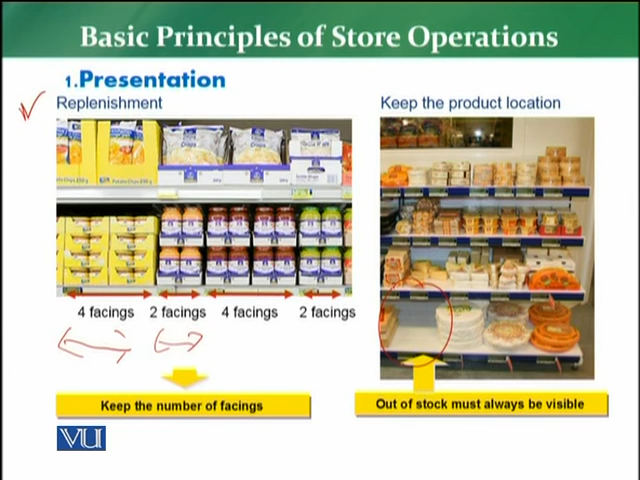 Basic Principles of Store Operations
1.Presentation
Replenishment
Keep the product location
4 facings 2 facings 4 facings 2 facings
Keep the number of facings
Out of stock must always be visible
VU